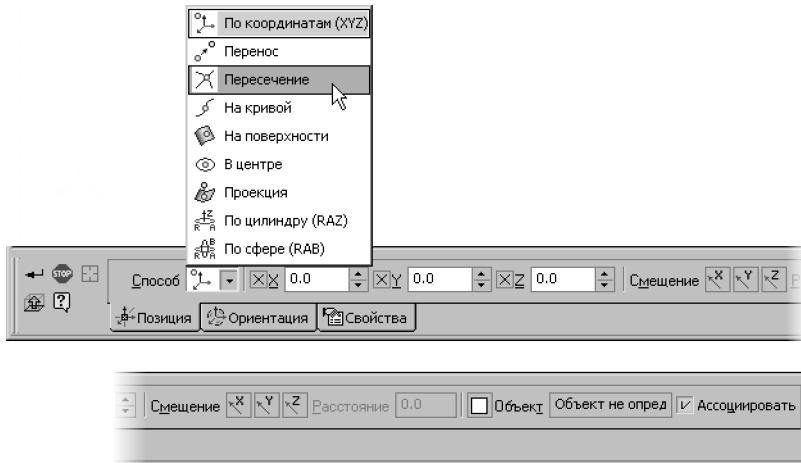 По координатам (XYZ)
Перенос
Пересечение
На кривой
На поверхности
В центре
Проекция
По цилиндру (RAZ)
По сфере (RAB)
STOP
Способ X 0.0 Y 0.0 Z 0.0 Смещение X Y Z
Позиция Ориентация Свойства
Смещение X Y Z Расстояние 0.0 Объект Объект не опред Ассоциировать